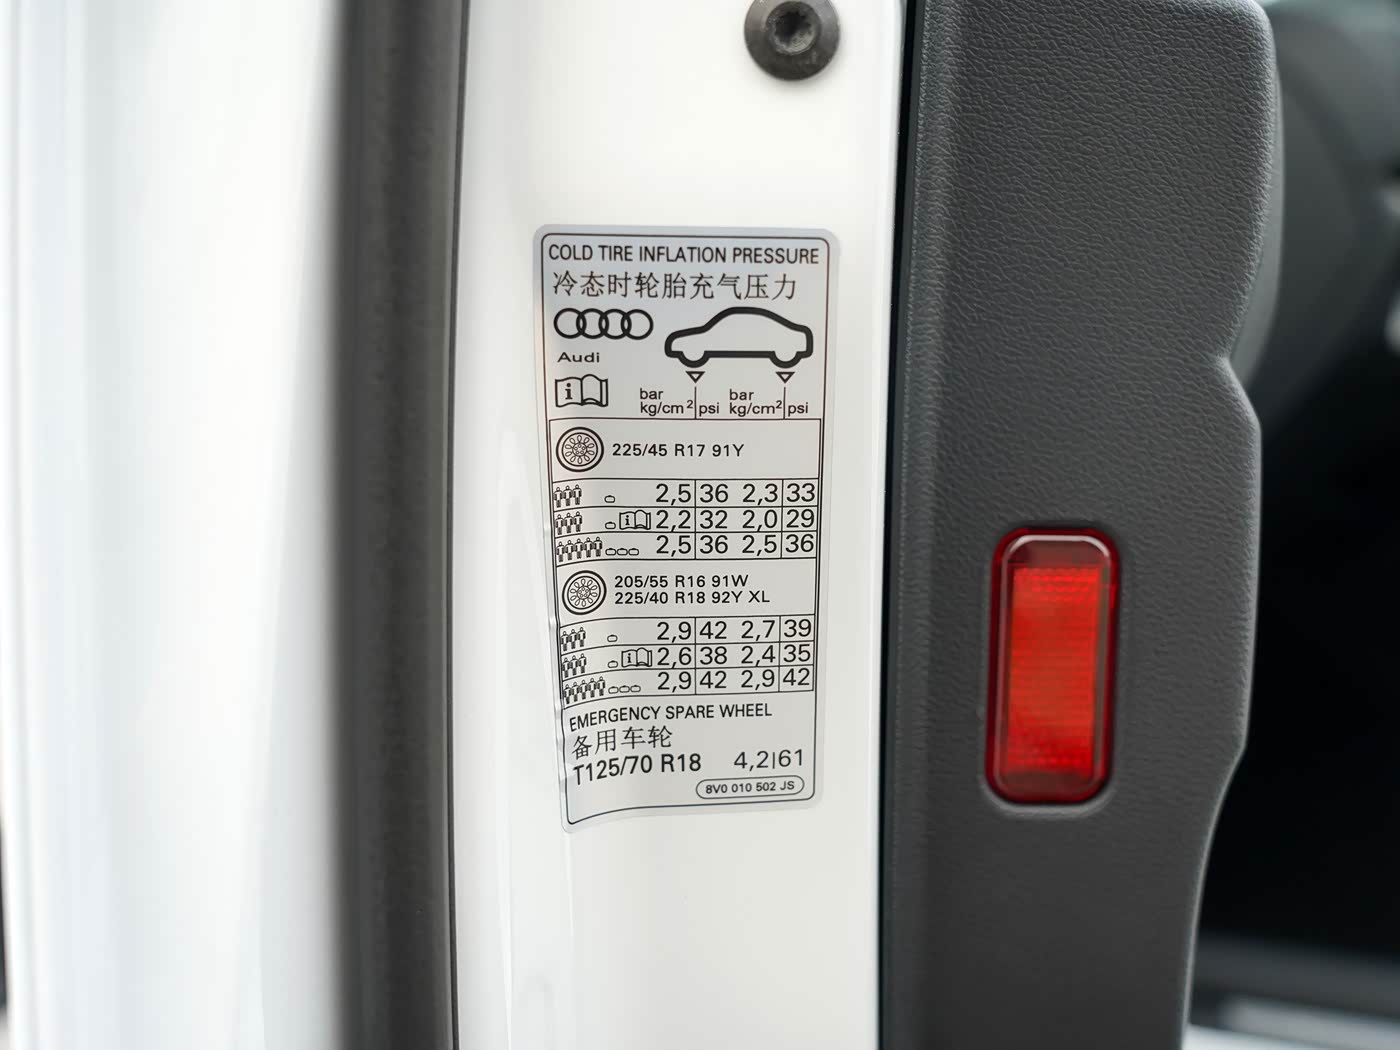 COLD TIRE INFLATION PRESSURE
冷态时轮胎充气压力
Audi
i bar kg/cm² psi bar kg/cm² psi
225/45 R17 91Y
2,5 36 2,3 33
i 2,2 32 2,0 29
2,5 36 2,5 36
205/55 R16 91W
225/40 R18 92Y XL
2,9 42 2,7 39
i 2,6 38 2,4 35
2,9 42 2,9 42
EMERGENCY SPARE WHEEL
备用车轮
T125/70 R18 4,2|61
8V0 010 502 JS